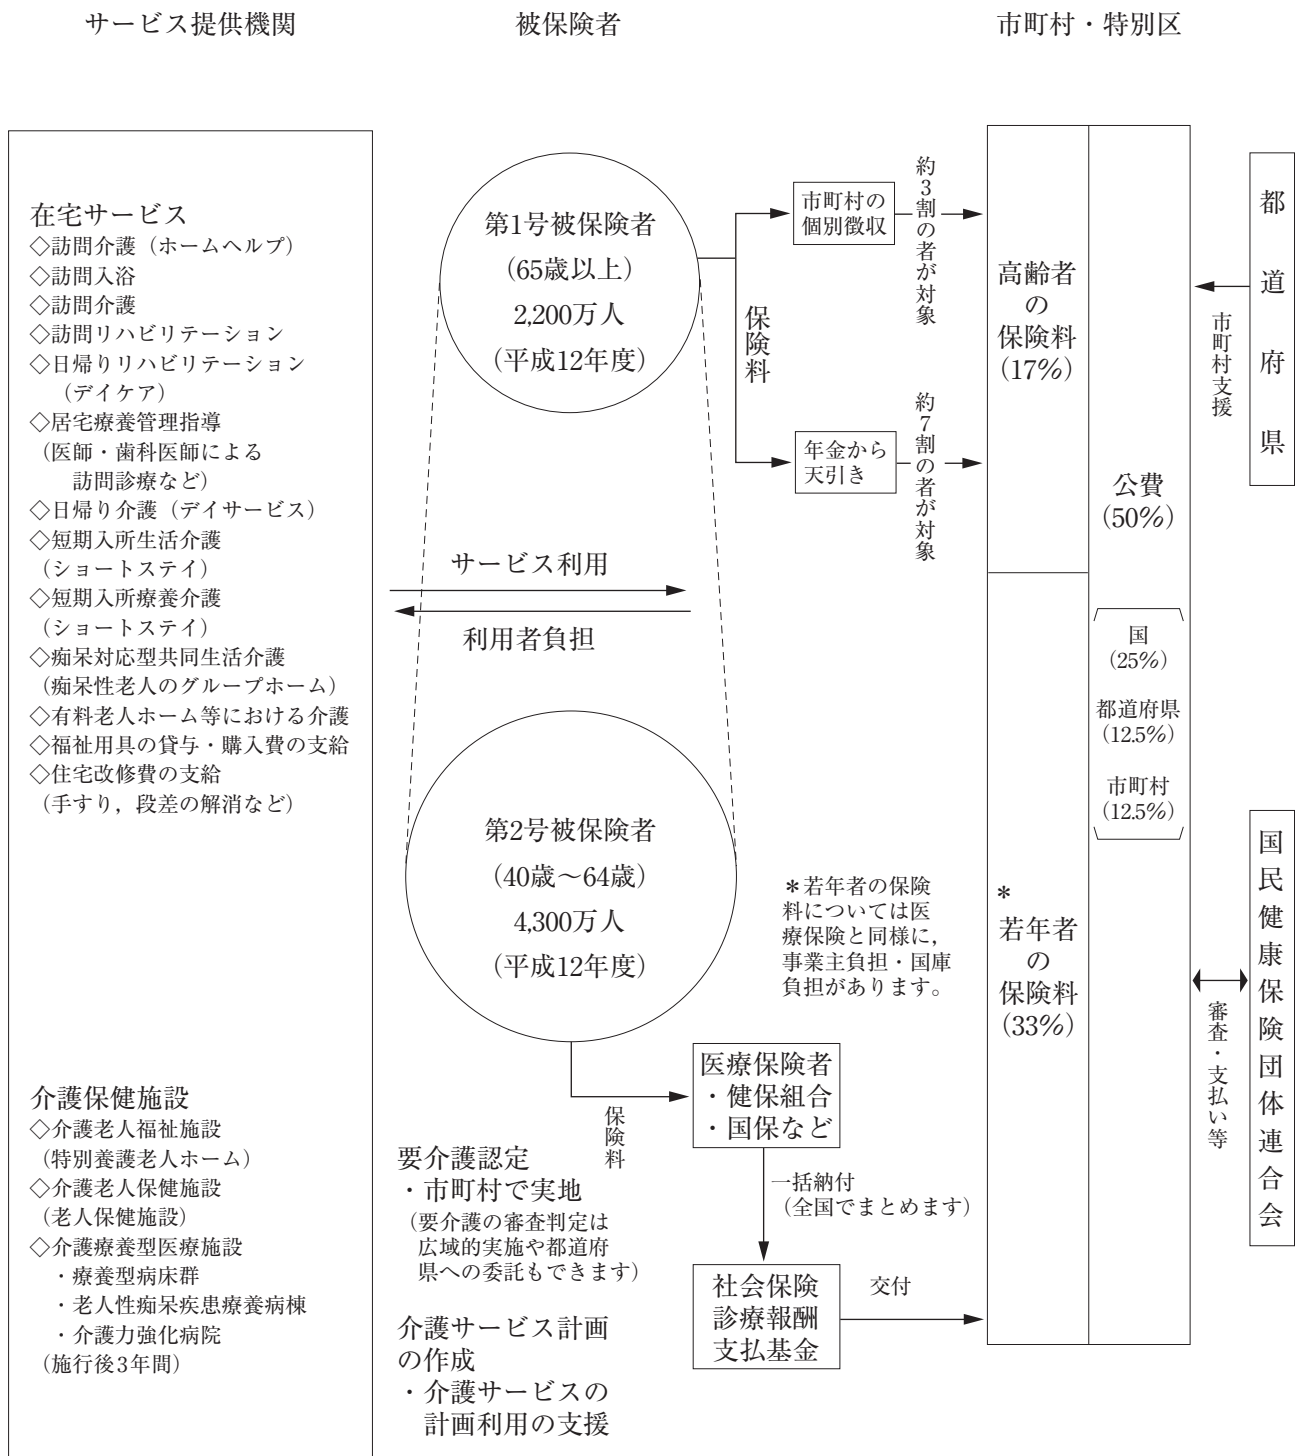 サービス提供機関
被保険者
市町村・特別区
在宅サービス
◇訪問介護（ホームヘルプ）
◇訪問入浴
◇訪問介護
◇訪問リハビリテーション
◇日帰りリハビリテーション
（デイケア）
◇居宅療養管理指導
（医師・歯科医師による
訪問診療など）
◇日帰り介護（デイサービス）
◇短期入所生活介護
（ショートステイ）
◇短期入所療養介護
（ショートステイ）
◇痴呆対応型共同生活介護
（痴呆性老人のグループホーム）
◇有料老人ホーム等における介護
◇福祉用具の貸与・購入費の支給
◇住宅改修費の支給
（手すり，段差の解消など）
介護保健施設
◇介護老人福祉施設
（特別養護老人ホーム）
◇介護老人保健施設
（老人保健施設）
◇介護療養型医療施設
・療養型病床群
・老人性痴呆疾患療養病棟
・介護力強化病院
（施行後3年間）
第1号被保険者
（65歳以上）
2,200万人
（平成12年度）
サービス利用
利用者負担
第2号被保険者
（40歳〜64歳）
4,300万人
（平成12年度）
保険料
要介護認定
・市町村で実地
（要介護の審査判定は
広域的実施や都道府
県への委託もできます）
介護サービス計画
の作成
・介護サービスの
計画利用の支援
保険料
市町村の
個別徴収
約3割の者が対象
年金から
天引き
約7割の者が対象
＊若年者の保険
料については医
療保険と同様に，
事業主負担・国庫
負担があります。
医療保険者
・健保組合
・国保など
一括納付
（全国でまとめます）
社会保険
診療報酬
支払基金
交付
高齢者
の
保険料
（17%）
＊
若年者
の
保険料
（33%）
公費
（50%）
国
（25%）
都道府県
（12.5%）
市町村
（12.5%）
都道府県
市町村支援
国民健康保険団体連合会
審査・支払い等